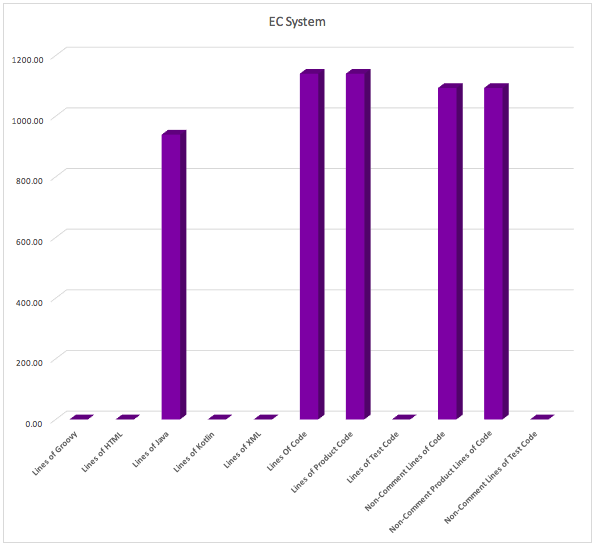 EC System
1200.00
1000.00
800.00
600.00
400.00
200.00
0.00
Lines of Groovy
Lines of HTML
Lines of Java
Lines of Kotlin
Lines of XML
Lines Of Code
Lines of Product Code
Lines of Test Code
Non-Comment Lines of Code
Non-Comment Product Lines of Code
Non-Comment Lines of Test Code